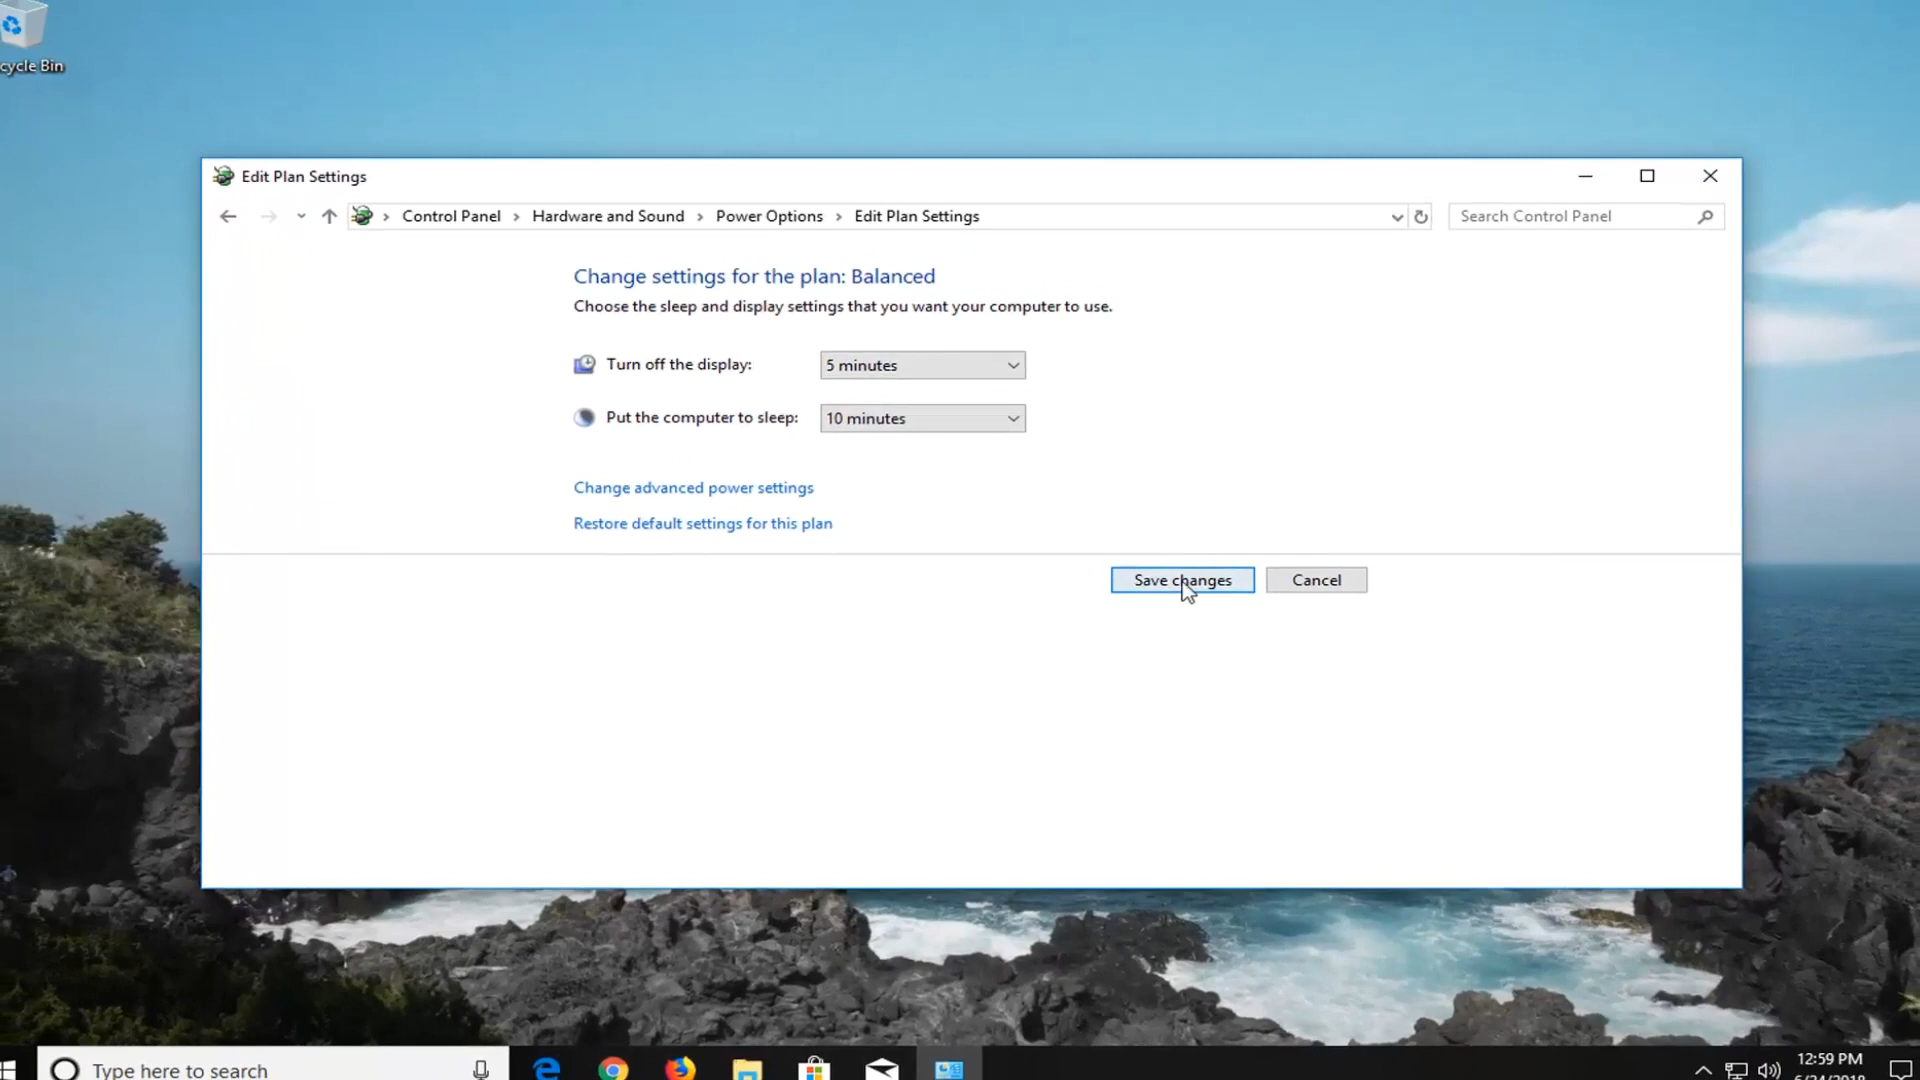 cycle Bin
Edit Plan Settings
Control Panel > Hardware and Sound > Power Options > Edit Plan Settings
Search Control Panel
Change settings for the plan: Balanced
Choose the sleep and display settings that you want your computer to use.
Turn off the display: 5 minutes
Put the computer to sleep: 10 minutes
Change advanced power settings
Restore default settings for this plan
Save changes Cancel
Type here to search
12:59 PM
6/24/2018